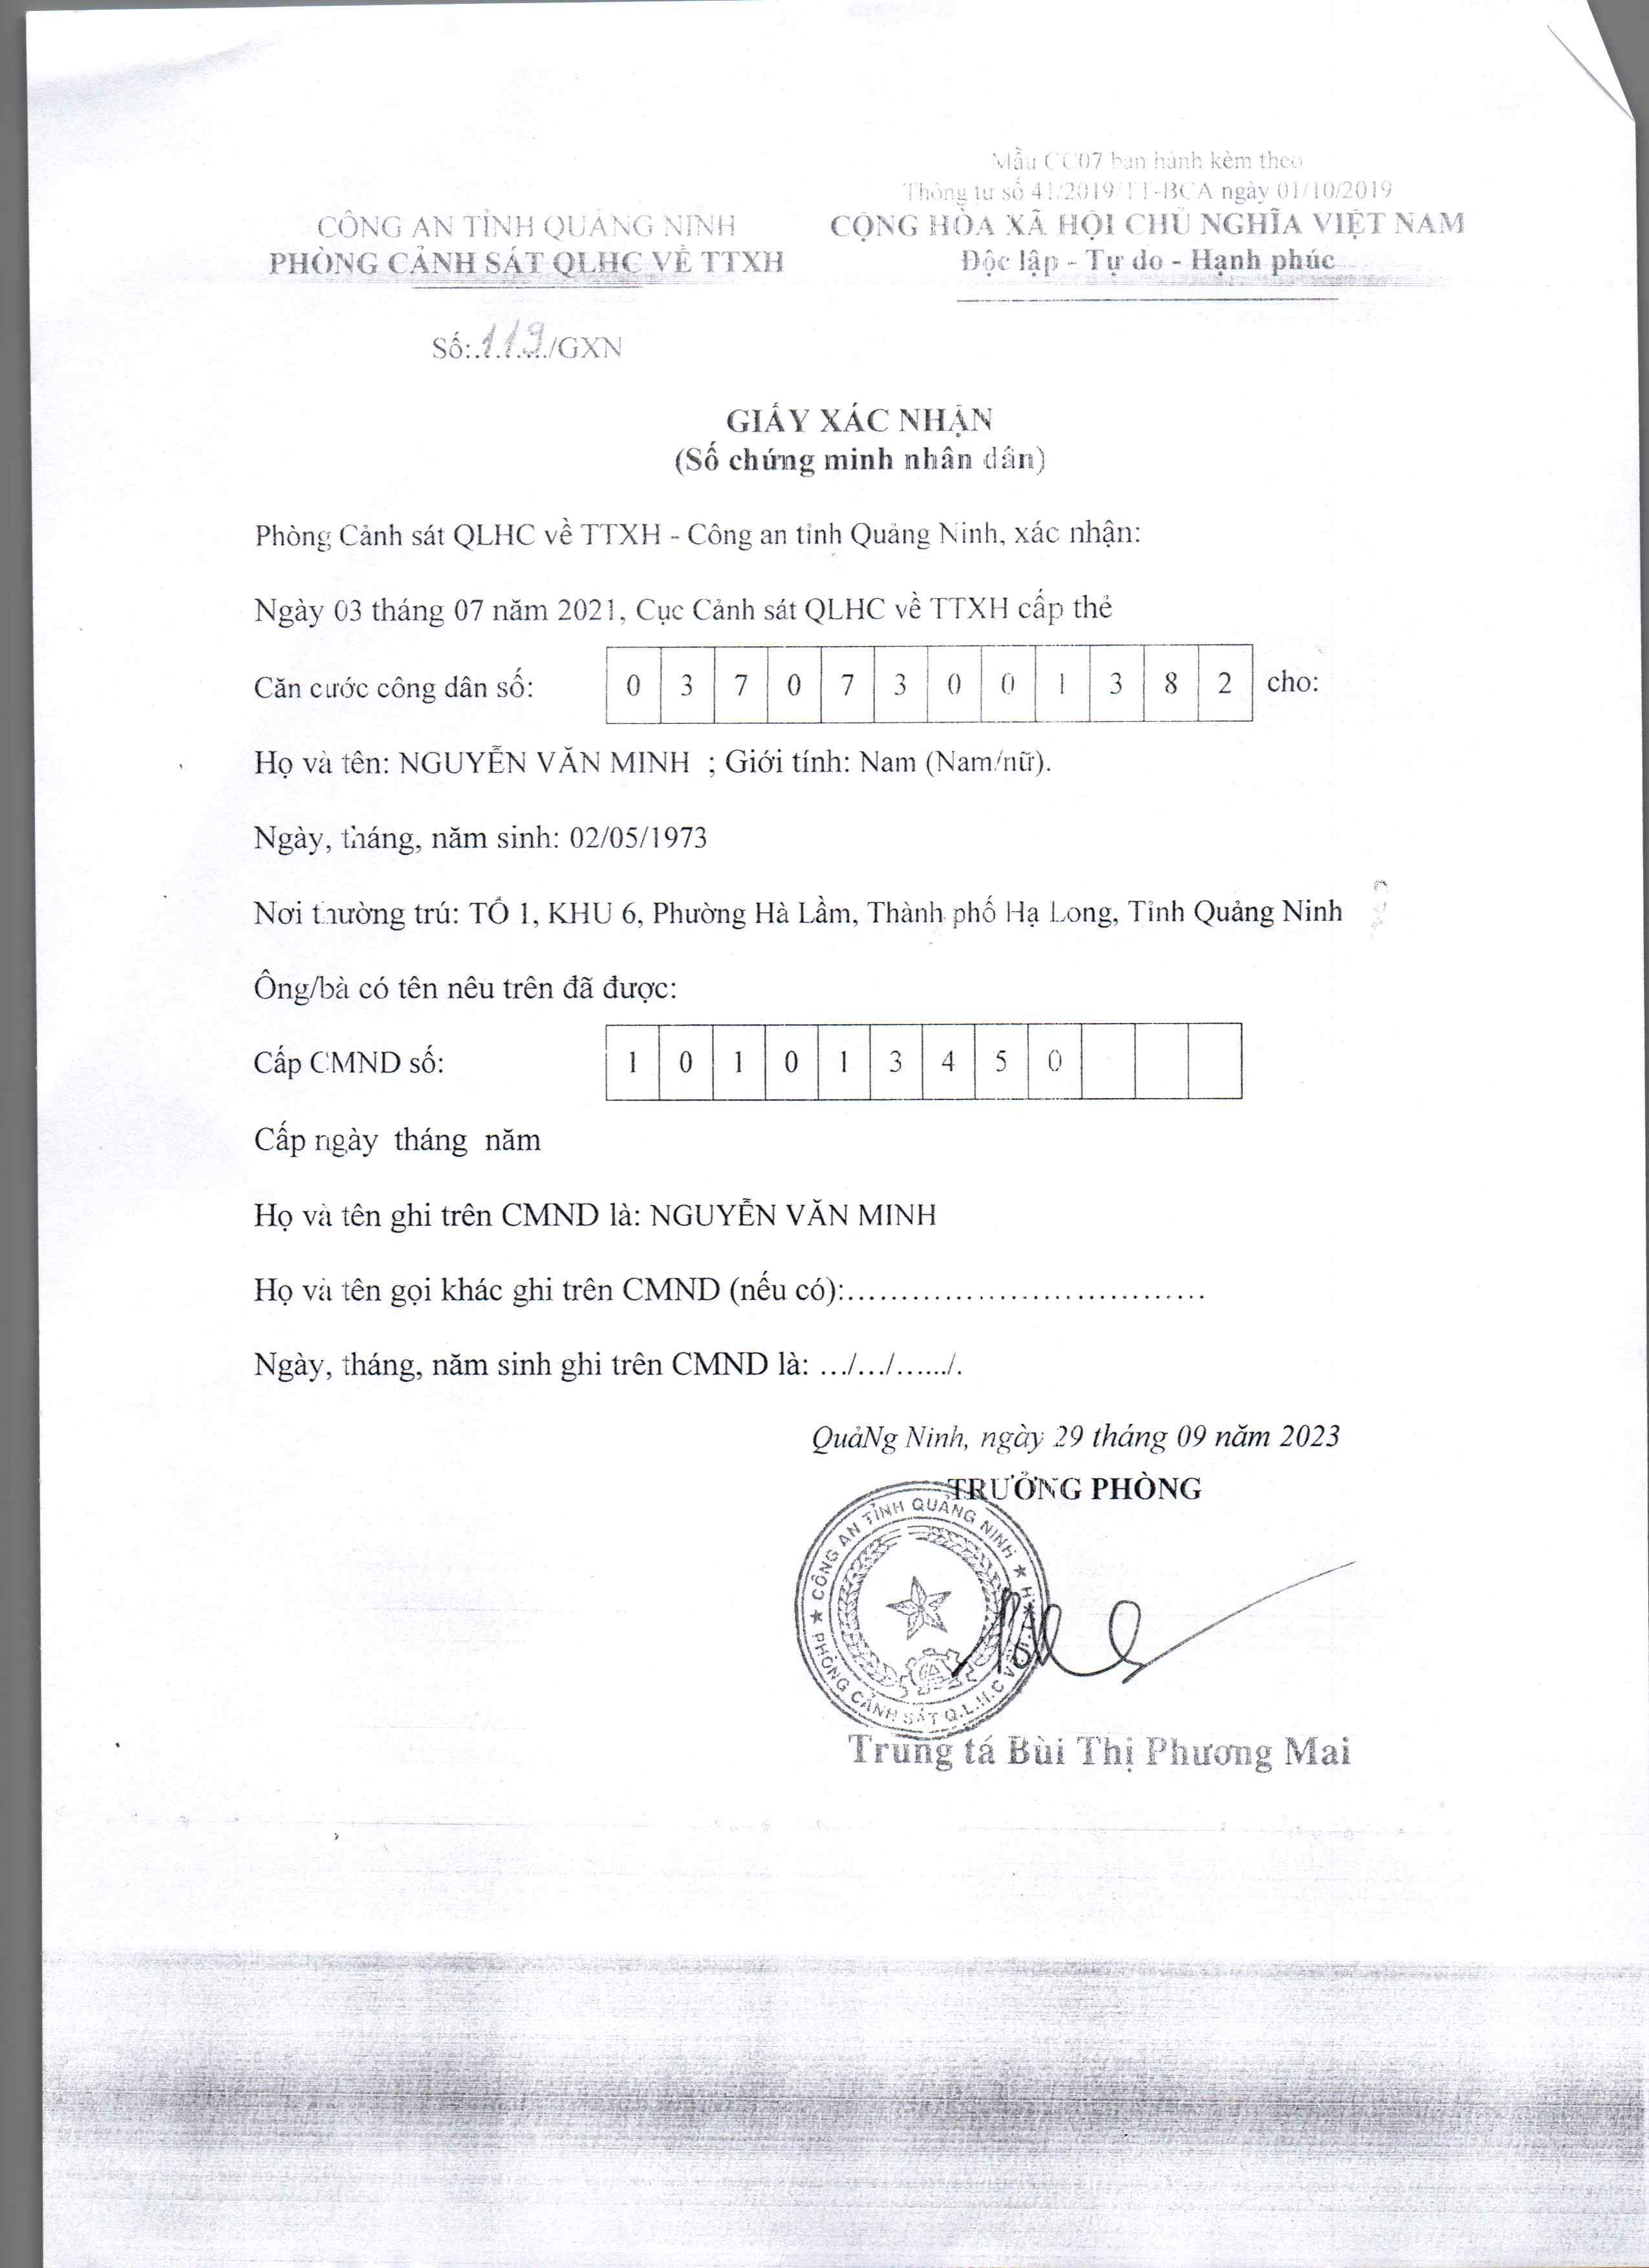 Mẫu CC07 ban hành kèm theo
Thông tư số 41/2019/TT-BCA ngày 01/10/2019
CÔNG AN TỈNH QUẢNG NINH
PHÒNG CẢNH SÁT QLHC VỀ TTXH
CỘNG HÒA XÃ HỘI CHỦ NGHĨA VIỆT NAM
Độc lập - Tự do - Hạnh phúc
Số:119/GXN
GIẤY XÁC NHẬN
(Số chứng minh nhân dân)
Phòng Cảnh sát QLHC về TTXH - Công an tỉnh Quảng Ninh, xác nhận:
Ngày 03 tháng 07 năm 2021, Cục Cảnh sát QLHC về TTXH cấp thẻ
Căn cước công dân số: 0 3 7 0 7 3 0 0 1 3 8 2 cho:
Họ và tên: NGUYỄN VĂN MINH ; Giới tính: Nam (Nam/nữ).
Ngày, tháng, năm sinh: 02/05/1973
Nơi thường trú: TỔ 1, KHU 6, Phường Hà Lầm, Thành phố Hạ Long, Tỉnh Quảng Ninh
Ông/bà có tên nêu trên đã được:
Cấp CMND số: 1 0 1 0 1 3 4 5 0
Cấp ngày tháng năm
Họ và tên ghi trên CMND là: NGUYỄN VĂN MINH
Họ và tên gọi khác ghi trên CMND (nếu có):.................................
Ngày, tháng, năm sinh ghi trên CMND là: .../.../....../.
QuảNg Ninh, ngày 29 tháng 09 năm 2023
TRƯỞNG PHÒNG
CÔNG AN TỈNH QUẢNG NINH
PHÒNG CẢNH SÁT Q.L.H.C
Trung tá Bùi Thị Phương Mai